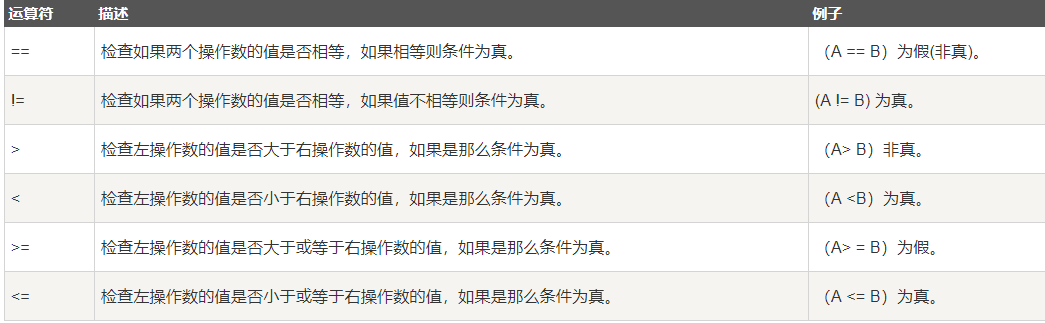 运算符 描述 例子
== 检查如果两个操作数的值是否相等，如果相等则条件为真。 （A == B）为假(非真)。
!= 检查如果两个操作数的值是否相等，如果值不相等则条件为真。 (A != B) 为真。
> 检查左操作数的值是否大于右操作数的值，如果是那么条件为真。 （A> B）非真。
< 检查左操作数的值是否小于右操作数的值，如果是那么条件为真。 （A <B）为真。
>= 检查左操作数的值是否大于或等于右操作数的值，如果是那么条件为真。 （A> = B）为假。
<= 检查左操作数的值是否小于或等于右操作数的值，如果是那么条件为真。 （A <= B）为真。